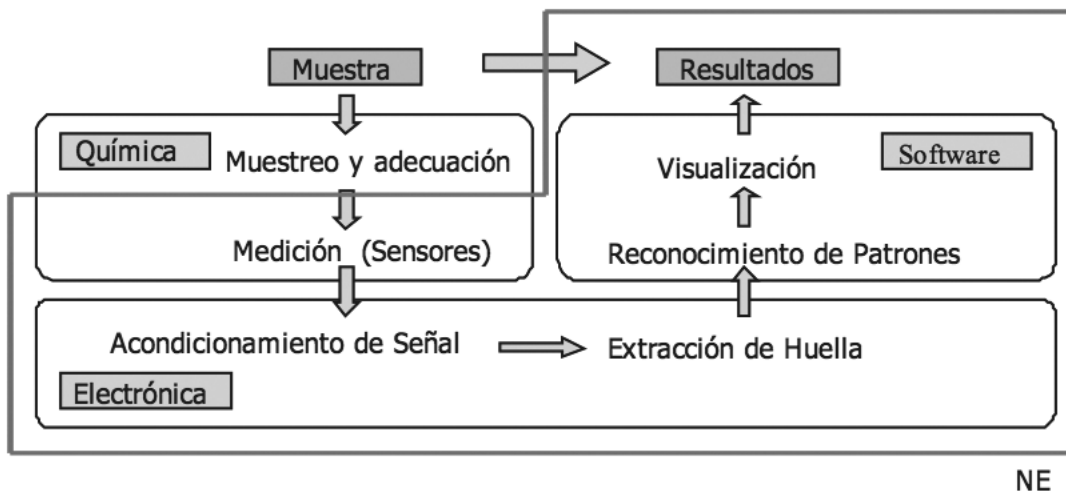 Muestra
Resultados
Química
Muestreo y adecuación
Medición (Sensores)
Software
Visualización
Reconocimiento de Patrones
Acondicionamiento de Señal
Extracción de Huella
Electrónica
NE